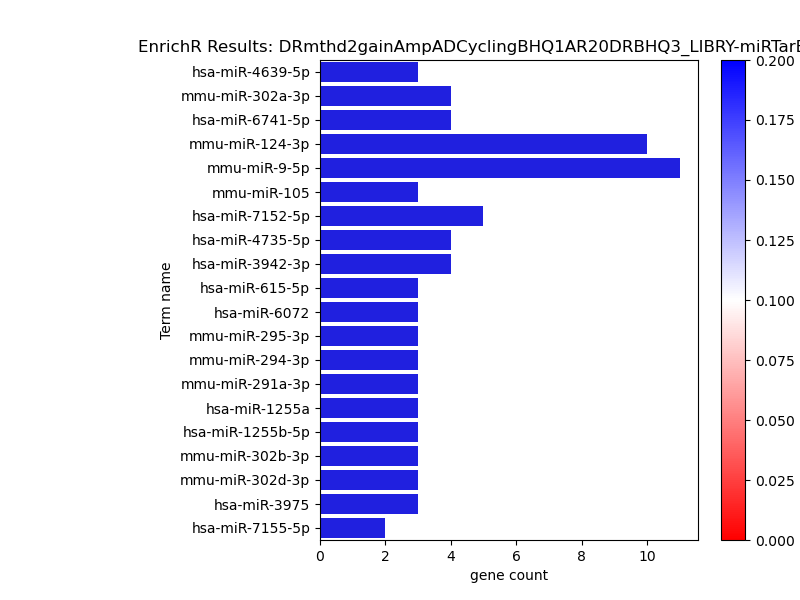 EnrichR Results: DRmthd2gainAmpADCyclingBHQ1AR20DRBHQ3_LIBRY-miRTarB
hsa-miR-4639-5p
mmu-miR-302a-3p
hsa-miR-6741-5p
mmu-miR-124-3p
mmu-miR-9-5p
mmu-miR-105
hsa-miR-7152-5p
hsa-miR-4735-5p
hsa-miR-3942-3p
hsa-miR-615-5p
hsa-miR-6072
mmu-miR-295-3p
mmu-miR-294-3p
mmu-miR-291a-3p
hsa-miR-1255a
hsa-miR-1255b-5p
mmu-miR-302b-3p
mmu-miR-302d-3p
hsa-miR-3975
hsa-miR-7155-5p
Term name
0 2 4 6 8 10
gene count
0.200
0.175
0.150
0.125
0.100
0.075
0.050
0.025
0.000